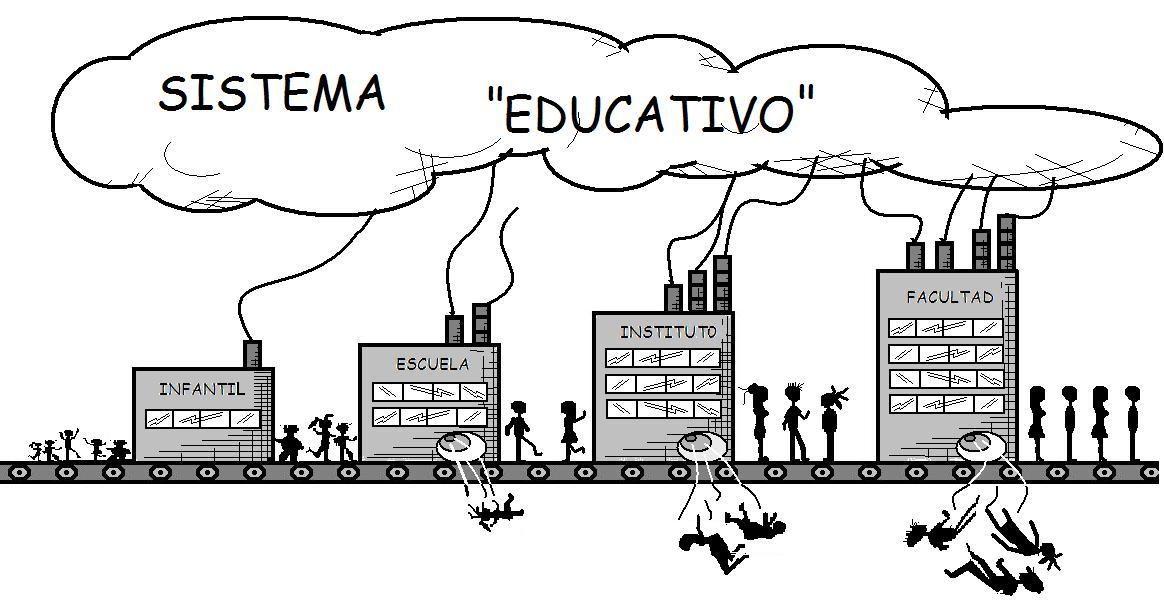 SISTEMA "EDUCATIVO"
INFANTIL
ESCUELA
INSTITUTO
FACULTAD